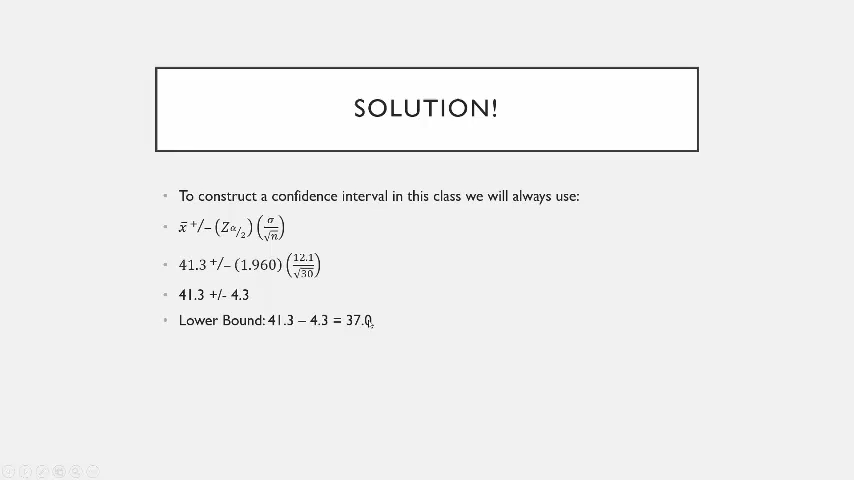 SOLUTION!
• To construct a confidence interval in this class we will always use:
• x̄ +/− (Zα/2)(σ/√n)
• 41.3 +/− (1.960)(12.1/√30)
• 41.3 +/- 4.3
• Lower Bound: 41.3 – 4.3 = 37.0